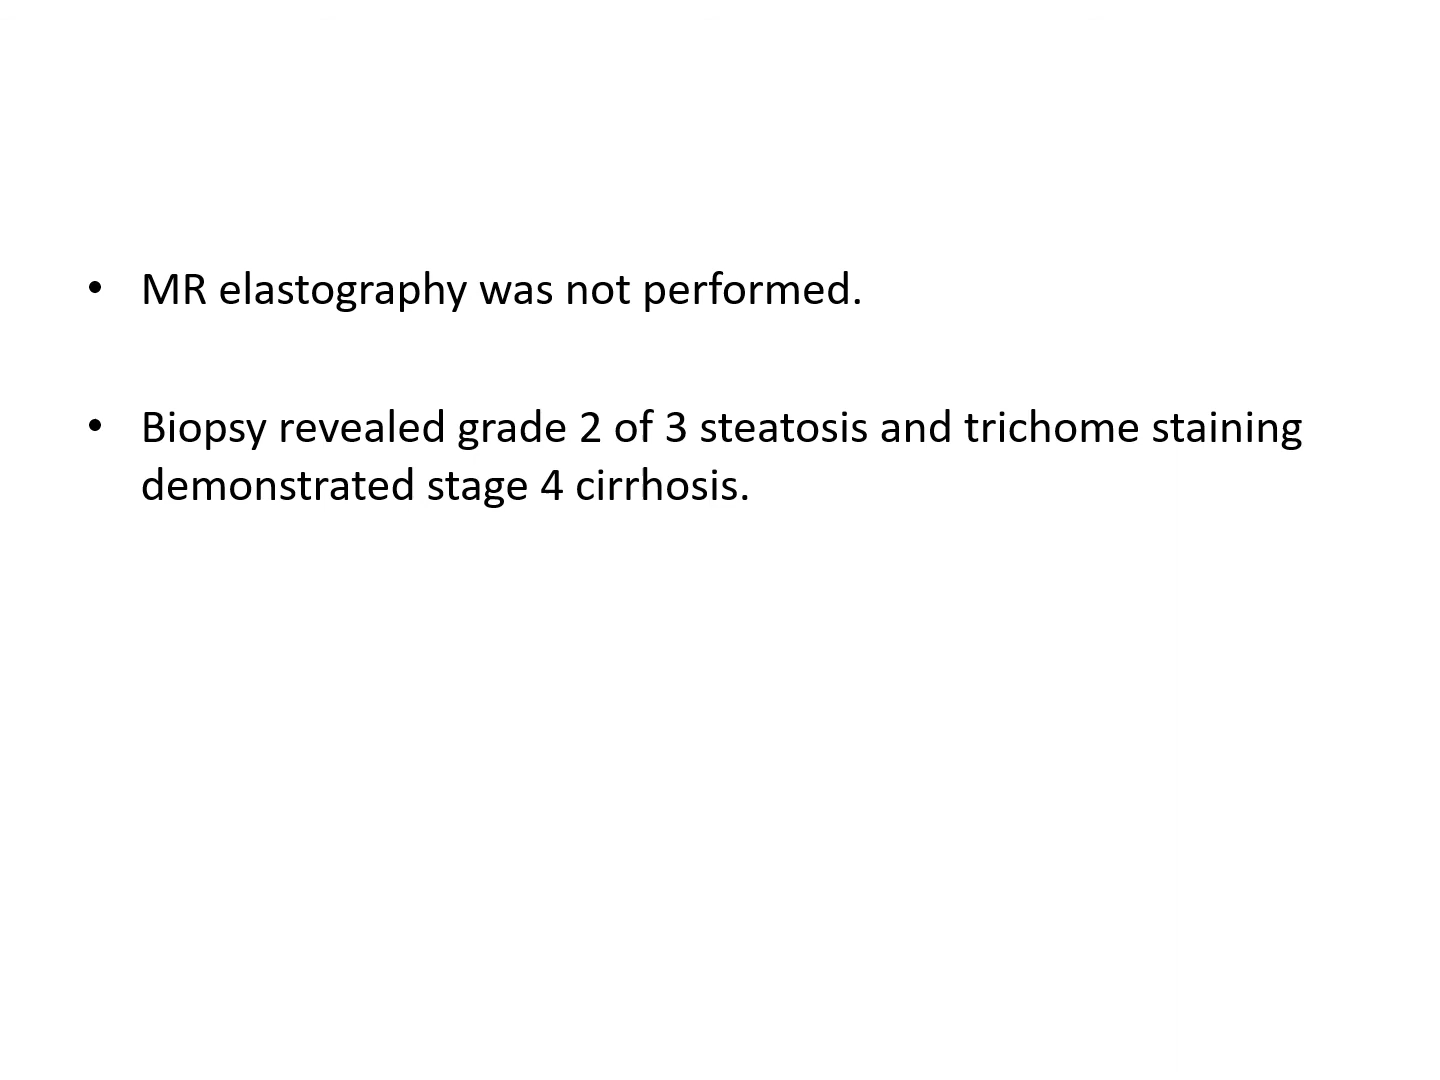 • MR elastography was not performed.
• Biopsy revealed grade 2 of 3 steatosis and trichome staining
demonstrated stage 4 cirrhosis.